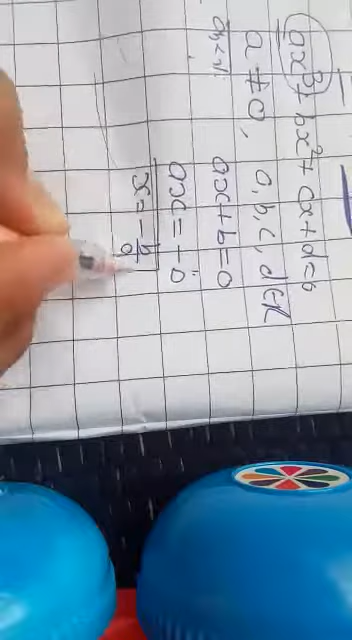 ax³ + bx² + cx + d = 0
a ≠ 0, a, b, c, d ∈ R
ax + b = 0
ax = -b
x = - b/a